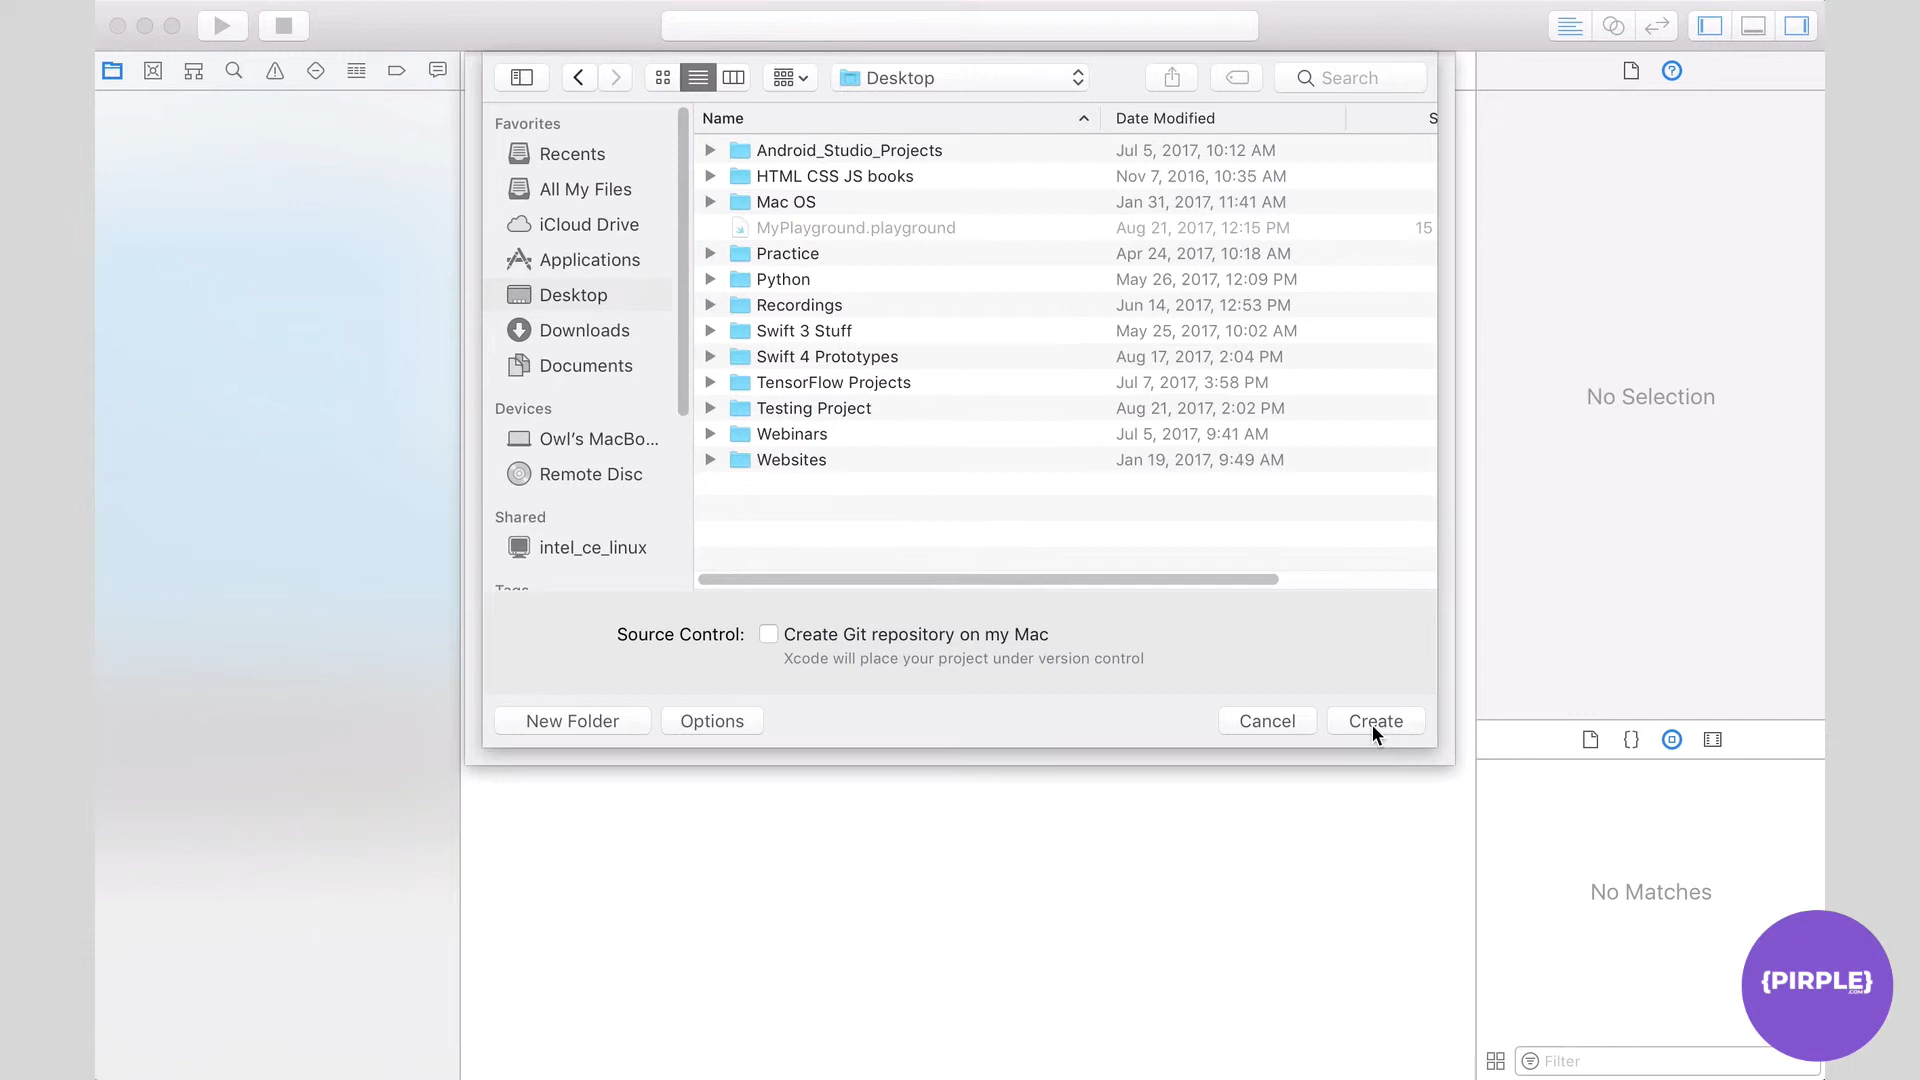 Desktop
Search
Favorites
Recents
All My Files
iCloud Drive
Applications
Desktop
Downloads
Documents
Devices
Owl's MacBo...
Remote Disc
Shared
intel_ce_linux
Name Date Modified S
Android_Studio_Projects Jul 5, 2017, 10:12 AM
HTML CSS JS books Nov 7, 2016, 10:35 AM
Mac OS Jan 31, 2017, 11:41 AM
MyPlayground.playground Aug 21, 2017, 12:15 PM 15
Practice Apr 24, 2017, 10:18 AM
Python May 26, 2017, 12:09 PM
Recordings Jun 14, 2017, 12:53 PM
Swift 3 Stuff May 25, 2017, 10:02 AM
Swift 4 Prototypes Aug 17, 2017, 2:04 PM
TensorFlow Projects Jul 7, 2017, 3:58 PM
Testing Project Aug 21, 2017, 2:02 PM
Webinars Jul 5, 2017, 9:41 AM
Websites Jan 19, 2017, 9:49 AM
Source Control: Create Git repository on my Mac
Xcode will place your project under version control
New Folder Options Cancel Create
No Selection
No Matches
Filter
{PIRPLE}
.COM